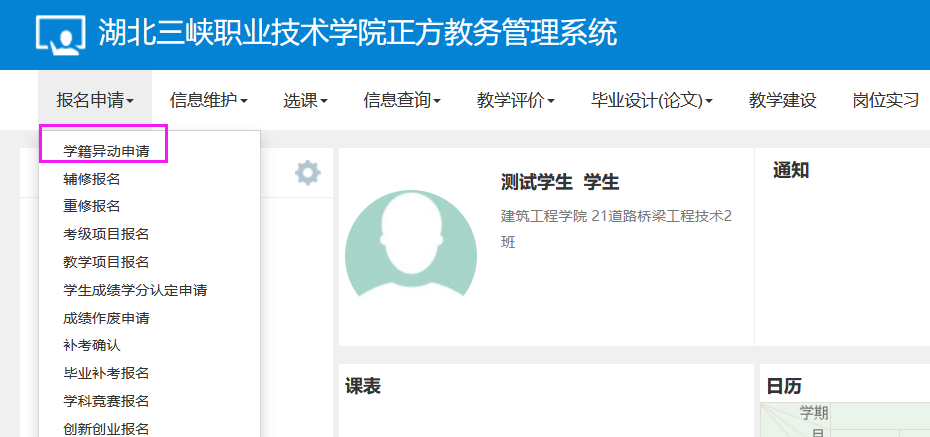 湖北三峡职业技术学院正方教务管理系统
报名申请 信息维护 选课 信息查询 教学评价 毕业设计(论文) 教学建设 岗位实习
学籍异动申请
辅修报名
重修报名
考级项目报名
教学项目报名
学生成绩学分认定申请
成绩作废申请
补考确认
毕业补考报名
学科竞赛报名
创新创业报名
测试学生 学生
建筑工程学院 21道路桥梁工程技术2
班
通知
课表
日历
学期